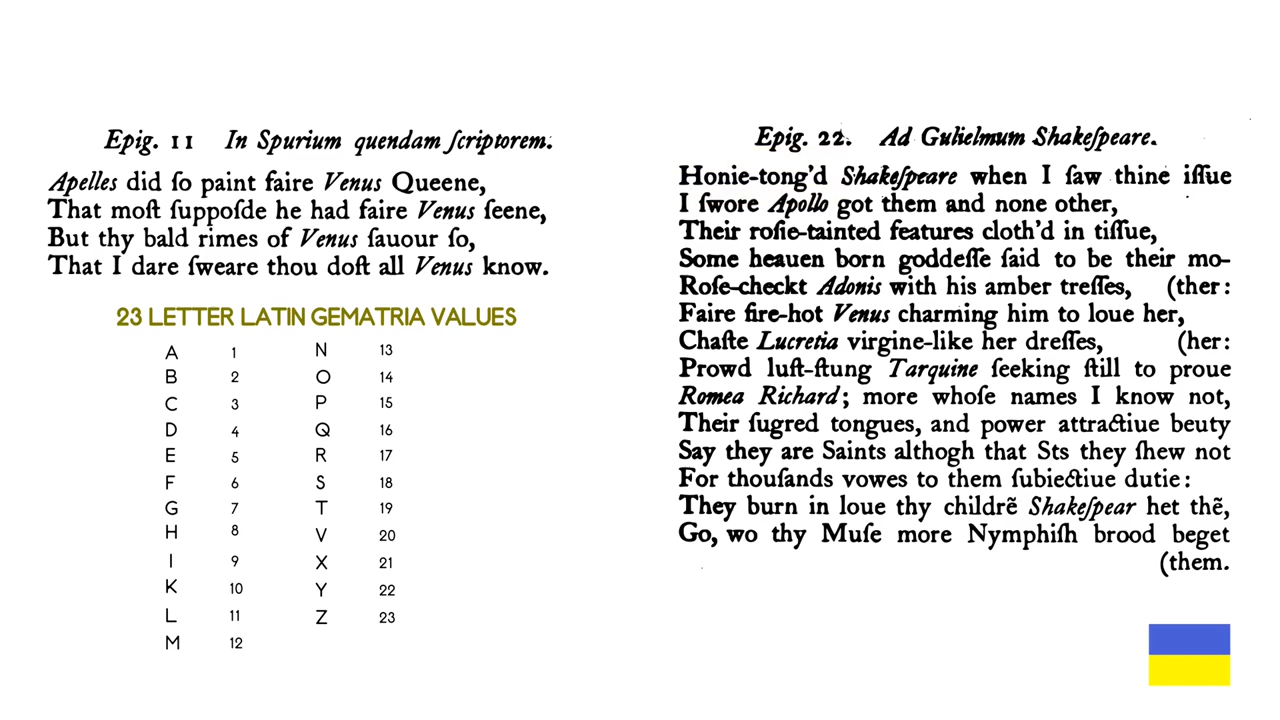 Epig. 11 In Spurium quendam ſcriptorem.
Apelles did ſo paint faire Venus Queene,
That moſt ſuppoſde he had faire Venus ſeene,
But thy bald rimes of Venus ſauour ſo,
That I dare ſweare thou doſt all Venus know.
23 LETTER LATIN GEMATRIA VALUES
A 1 N 13
B 2 O 14
C 3 P 15
D 4 Q 16
E 5 R 17
F 6 S 18
G 7 T 19
H 8 V 20
I 9 X 21
K 10 Y 22
L 11 Z 23
M 12
Epig. 22. Ad Gulielmum Shakeſpeare.
Honie-tong'd Shakeſpeare when I ſaw thine iſſue
I ſwore Apollo got them and none other,
Their roſie-tainted features cloth'd in tiſſue,
Some heauen born goddeſſe ſaid to be their mo-
Roſe-checkt Adonis with his amber treſſes, (ther:
Faire fire-hot Venus charming him to loue her,
Chaſte Lucretia virgine-like her dreſſes, (her:
Prowd luſt-ſtung Tarquine ſeeking ſtill to proue
Romea Richard; more whoſe names I know not,
Their ſugred tongues, and power attractiue beuty
Say they are Saints althogh that Sts they ſhew not
For thouſands vowes to them ſubiectiue dutie:
They burn in loue thy childrẽ Shakeſpear het thẽ,
Go, wo thy Muſe more Nymphiſh brood beget
(them.